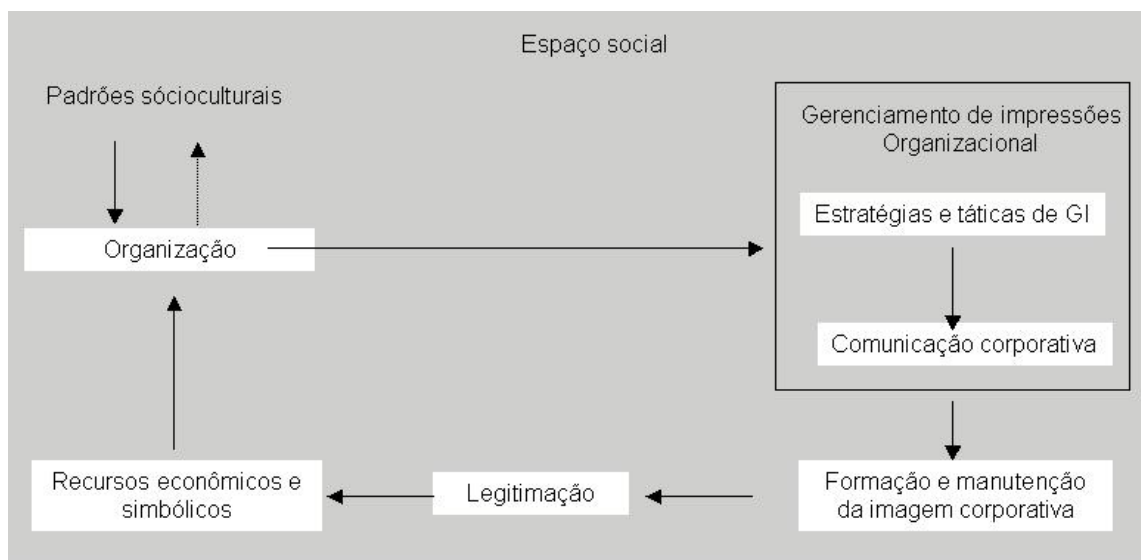 Espaço social
Padrões sócioculturais
Gerenciamento de impressões
Organizacional
Estratégias e táticas de GI
Organização
Comunicação corporativa
Recursos econômicos e
simbólicos
Legitimação
Formação e manutenção
da imagem corporativa